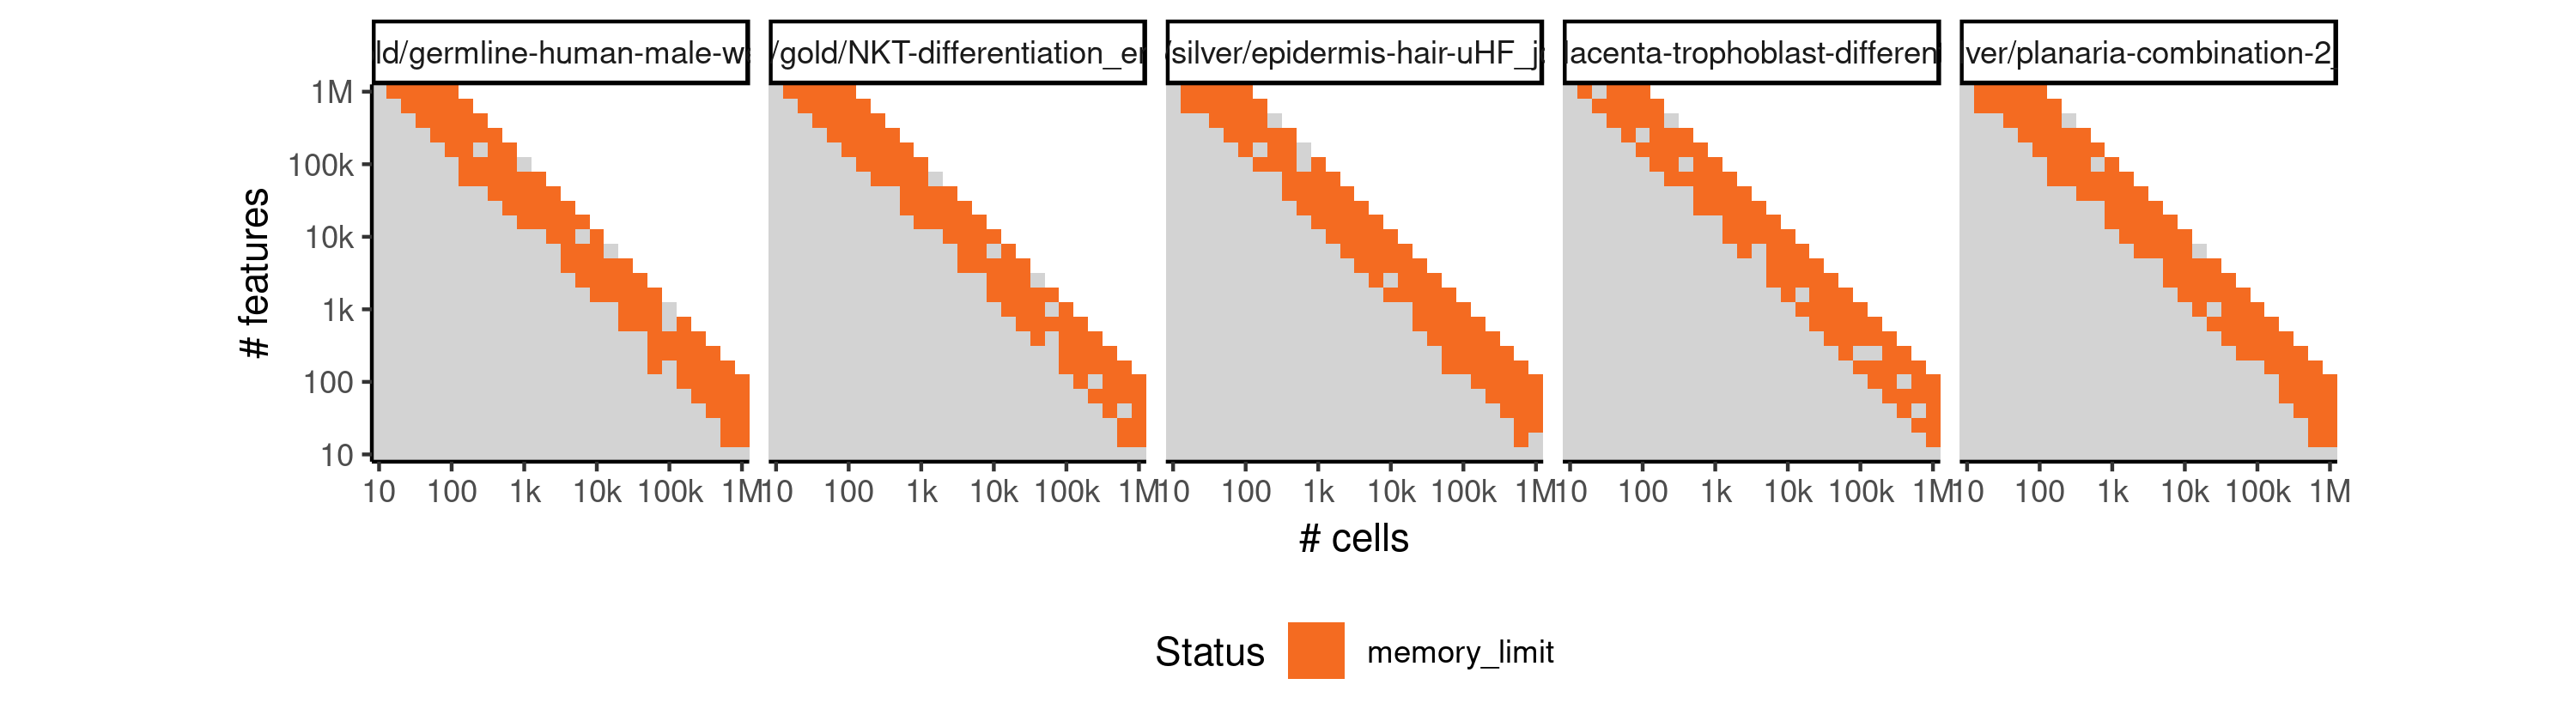 ld/germline-human-male-w
/gold/NKT-differentiation_e
/silver/epidermis-hair-uHF_j
lacenta-trophoblast-differen
ver/planaria-combination-2
# features
1M
100k
10k
1k
100
10
10 100 1k 10k 100k 1M
10 100 1k 10k 100k 1M
10 100 1k 10k 100k 1M
10 100 1k 10k 100k 1M
10 100 1k 10k 100k 1M
# cells
Status memory_limit